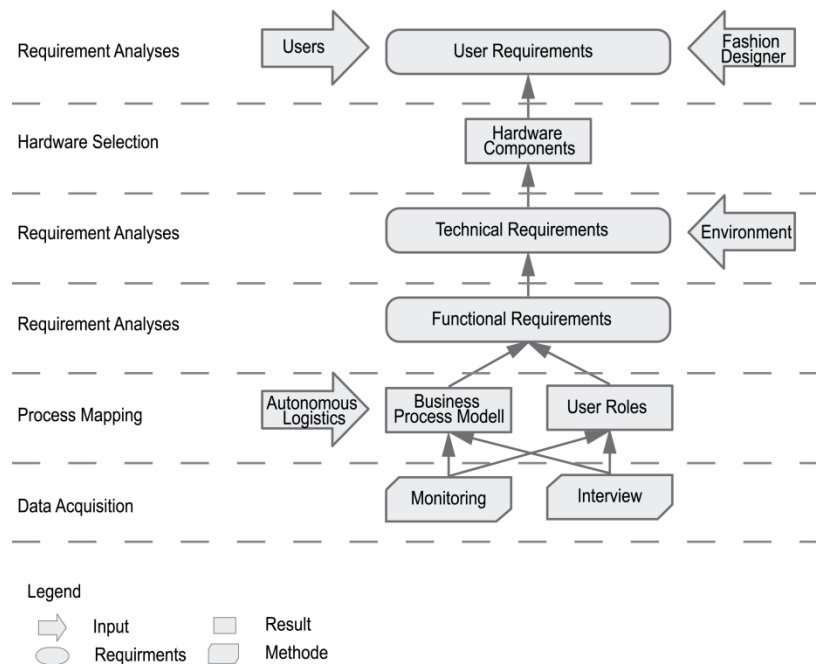 Requirement Analyses
Users
User Requirements
Fashion
Designer
Hardware Selection
Hardware
Components
Requirement Analyses
Technical Requirements
Environment
Requirement Analyses
Functional Requirements
Process Mapping
Autonomous
Logistics
Business
Process Modell
User Roles
Data Acquisition
Monitoring
Interview
Legend
Input
Result
Requirments
Methode